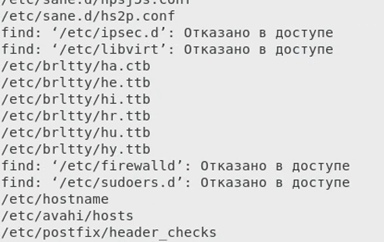 /etc/sane.d/hpsj5s.conf
/etc/sane.d/hs2p.conf
find: ‘/etc/ipsec.d’: Отказано в доступе
find: ‘/etc/libvirt’: Отказано в доступе
/etc/brltty/ha.ctb
/etc/brltty/he.ttb
/etc/brltty/hi.ttb
/etc/brltty/hr.ttb
/etc/brltty/hu.ttb
/etc/brltty/hy.ttb
find: ‘/etc/firewalld’: Отказано в доступе
find: ‘/etc/sudoers.d’: Отказано в доступе
/etc/hostname
/etc/avahi/hosts
/etc/postfix/header_checks